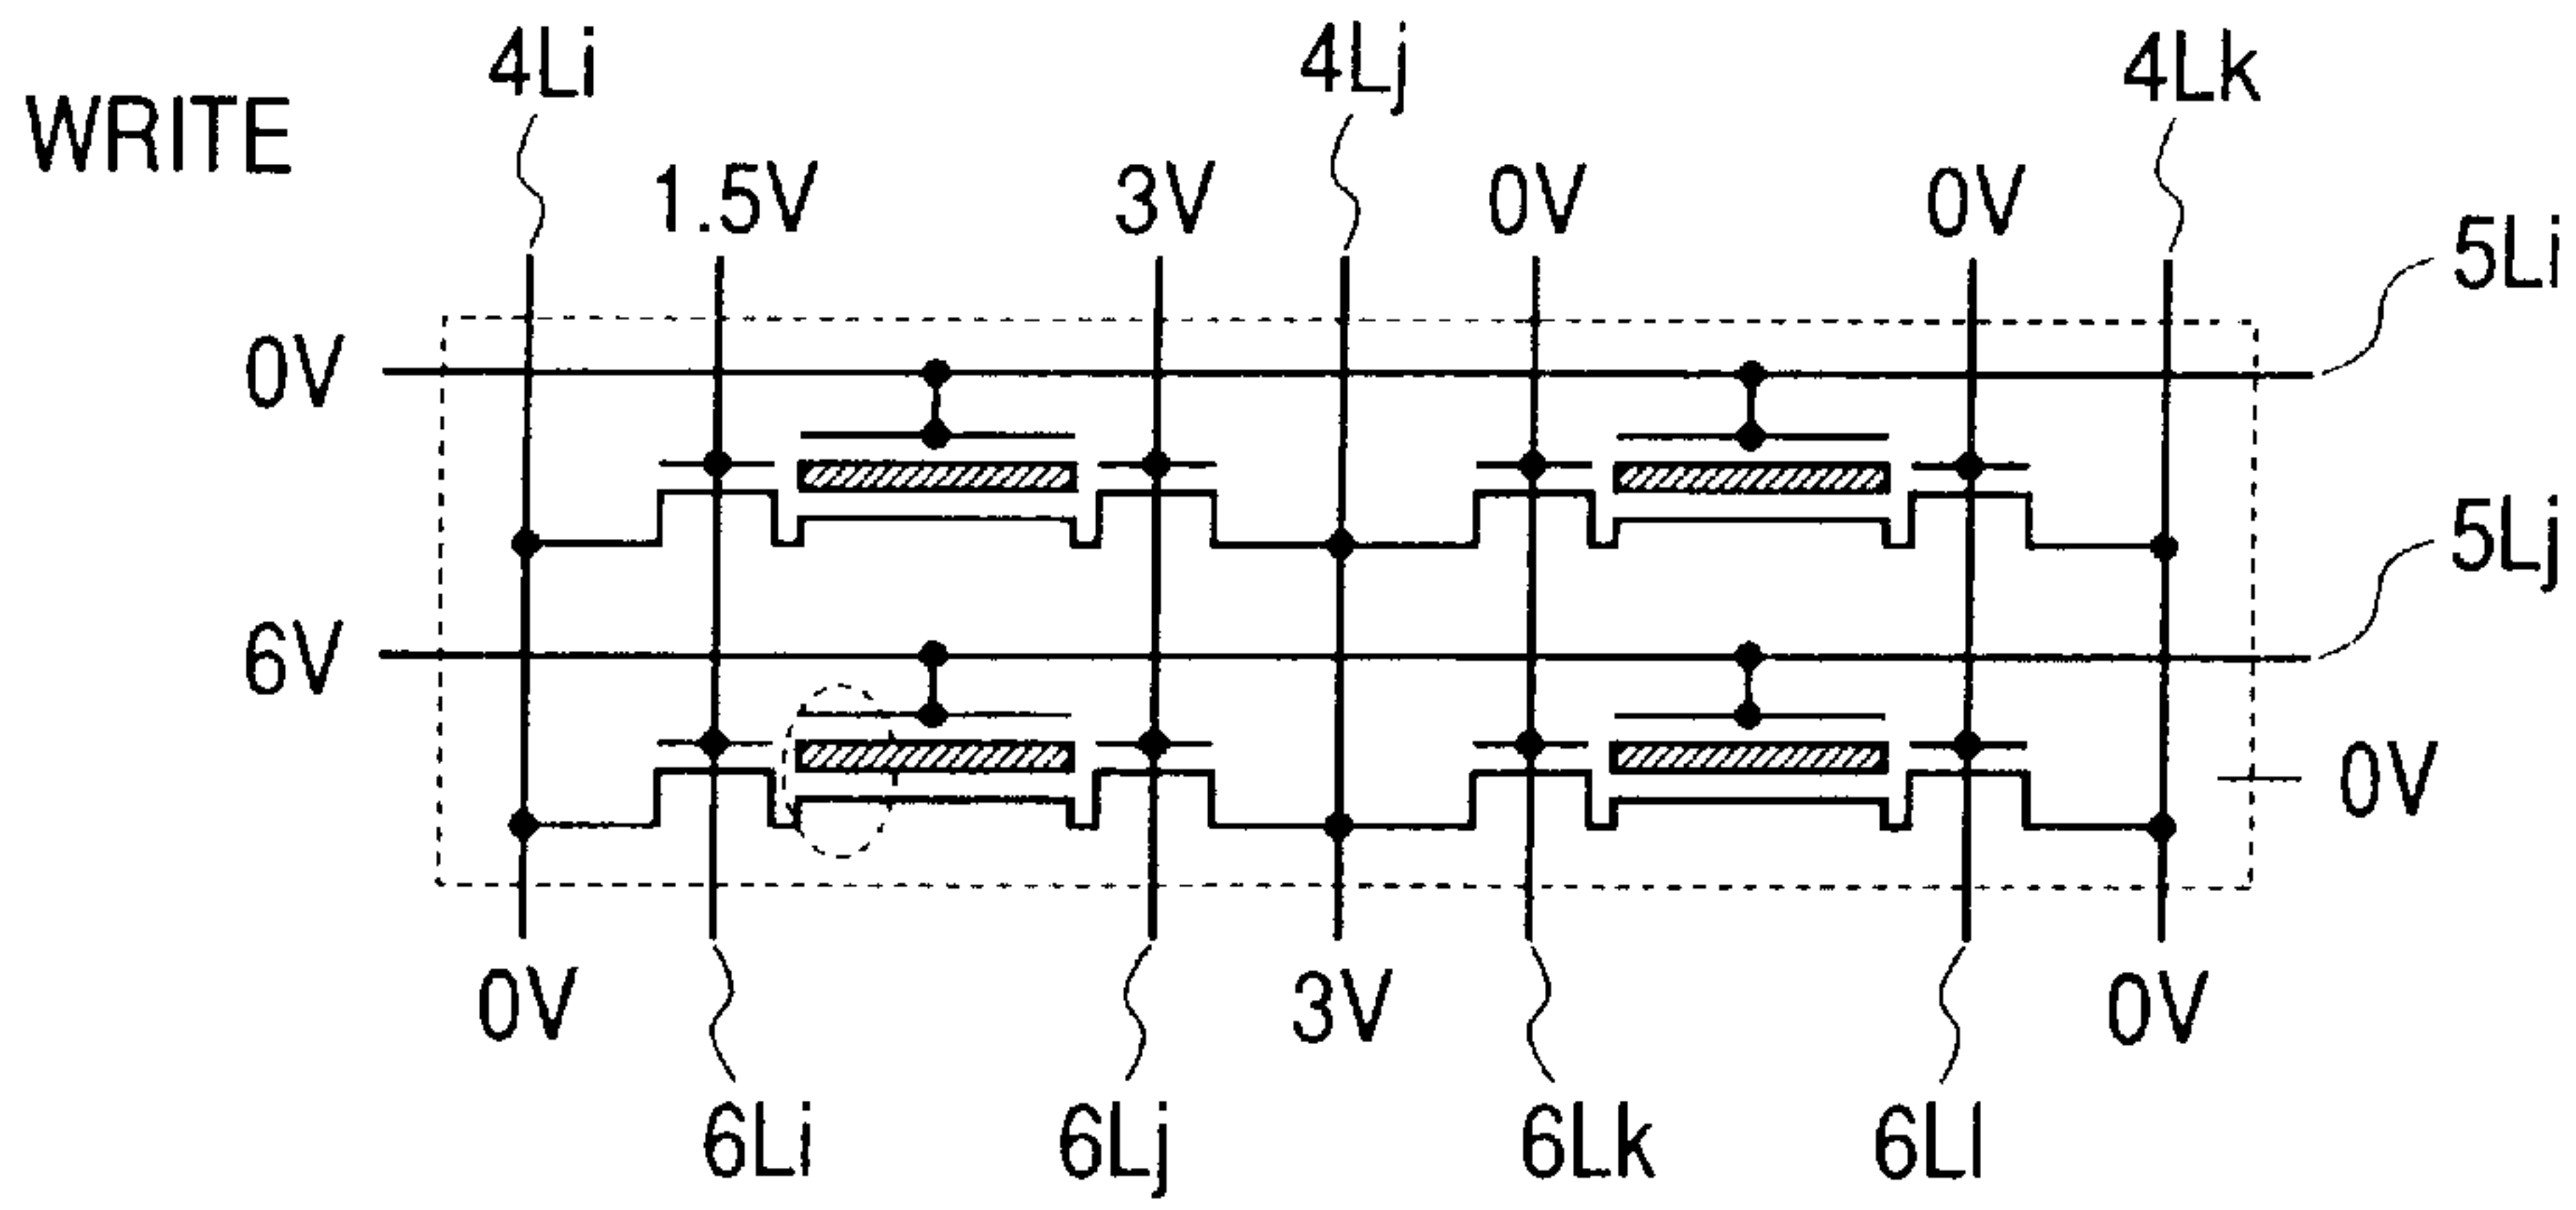 WRITE
4Li 4Lj 4Lk
1.5V 3V 0V 0V
5Li
0V
5Lj
6V
0V
0V 3V 0V
6Li 6Lj 6Lk 6Ll